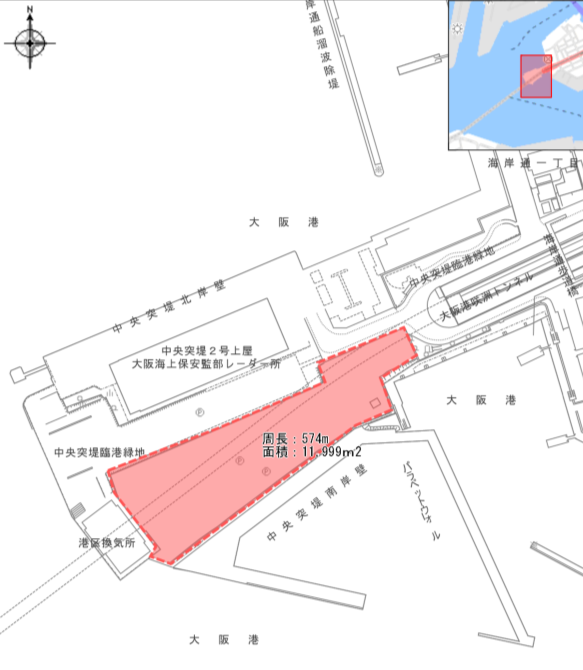 N
岸通船溜波除堤
海岸通一丁目
大阪港
中央突堤臨港緑地
海岸通歩道橋
大阪港咲洲トンネル
中央突堤北岸壁
中央突堤2号上屋
大阪海上保安監部レーダー所
P
大阪港
周長：574m
面積：11,999m2
中央突堤臨港緑地
P
P
中央突堤南岸壁
パラペットウォール
港区換気所
大阪港